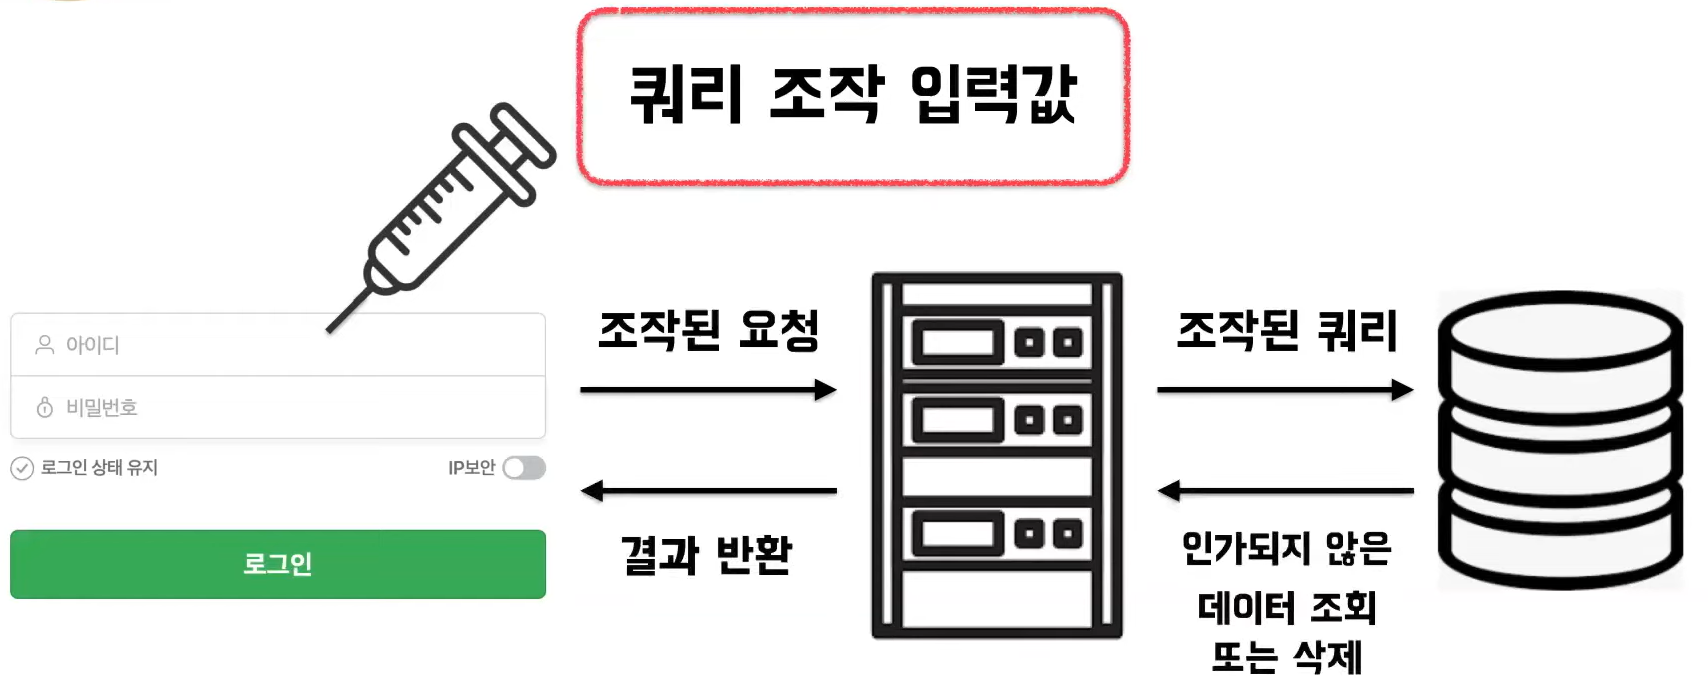 쿼리 조작 입력값
아이디
비밀번호
로그인 상태 유지
IP보안
로그인
조작된 요청
결과 반환
조작된 쿼리
인가되지 않은
데이터 조회
또는 삭제